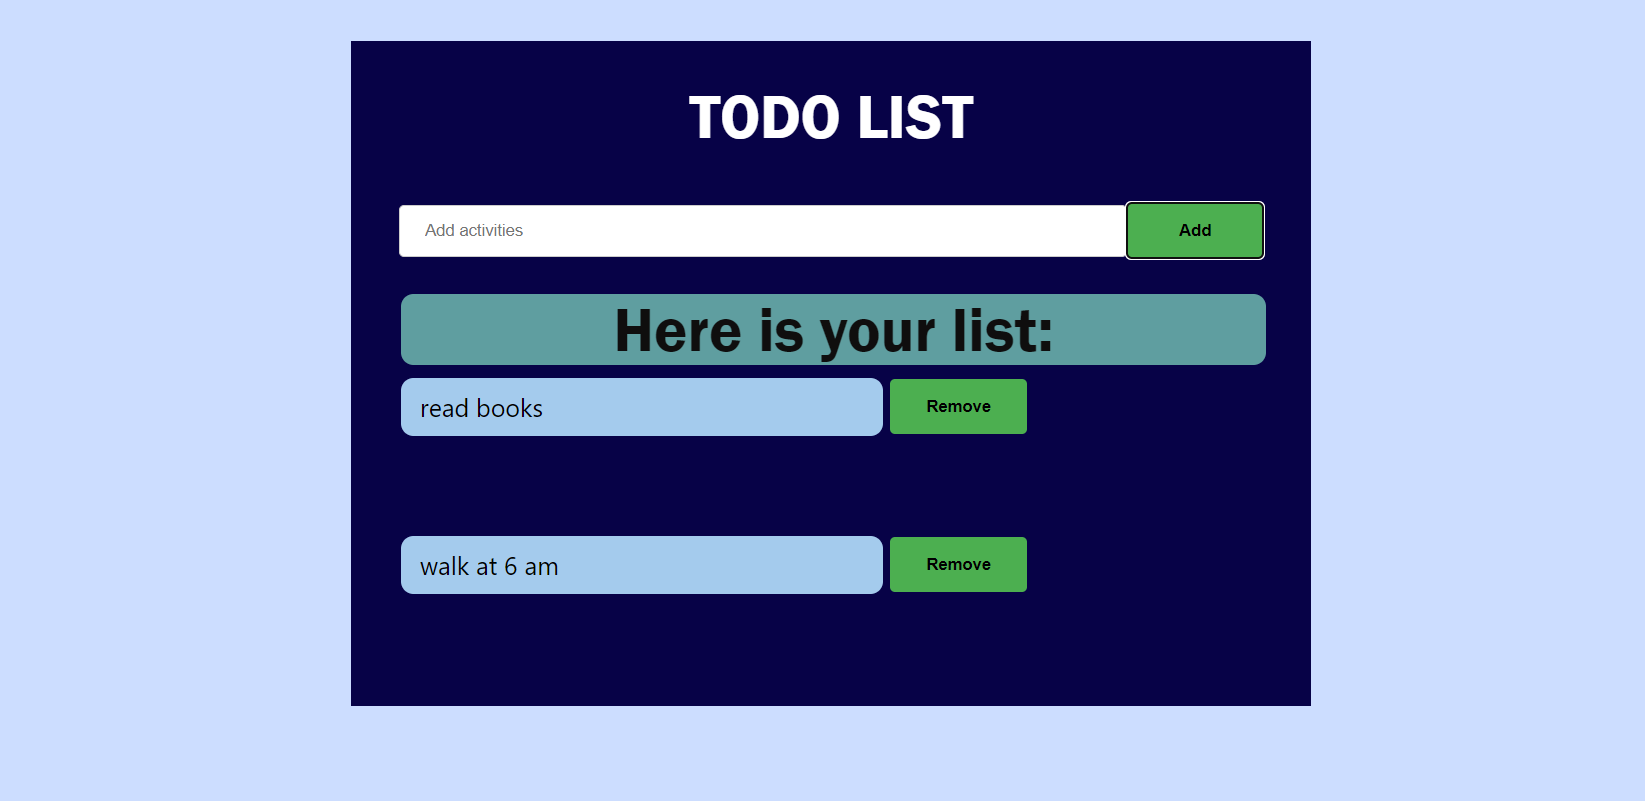 TODO LIST
Add activities
Add
Here is your list:
read books
Remove
walk at 6 am
Remove